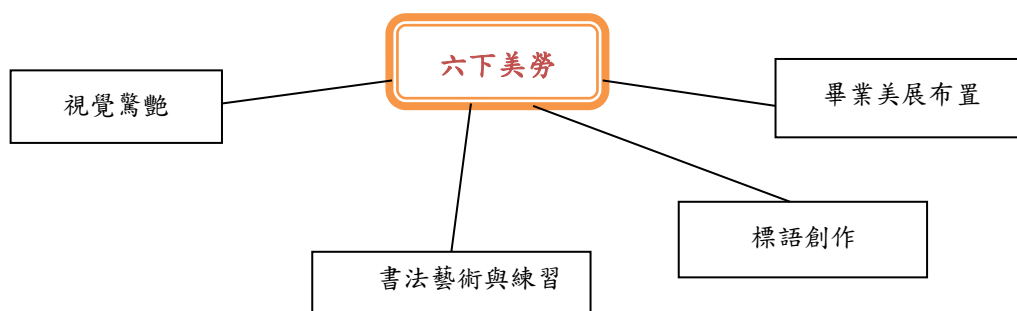 六下美勞
視覺驚艷
畢業美展布置
標語創作
書法藝術與練習